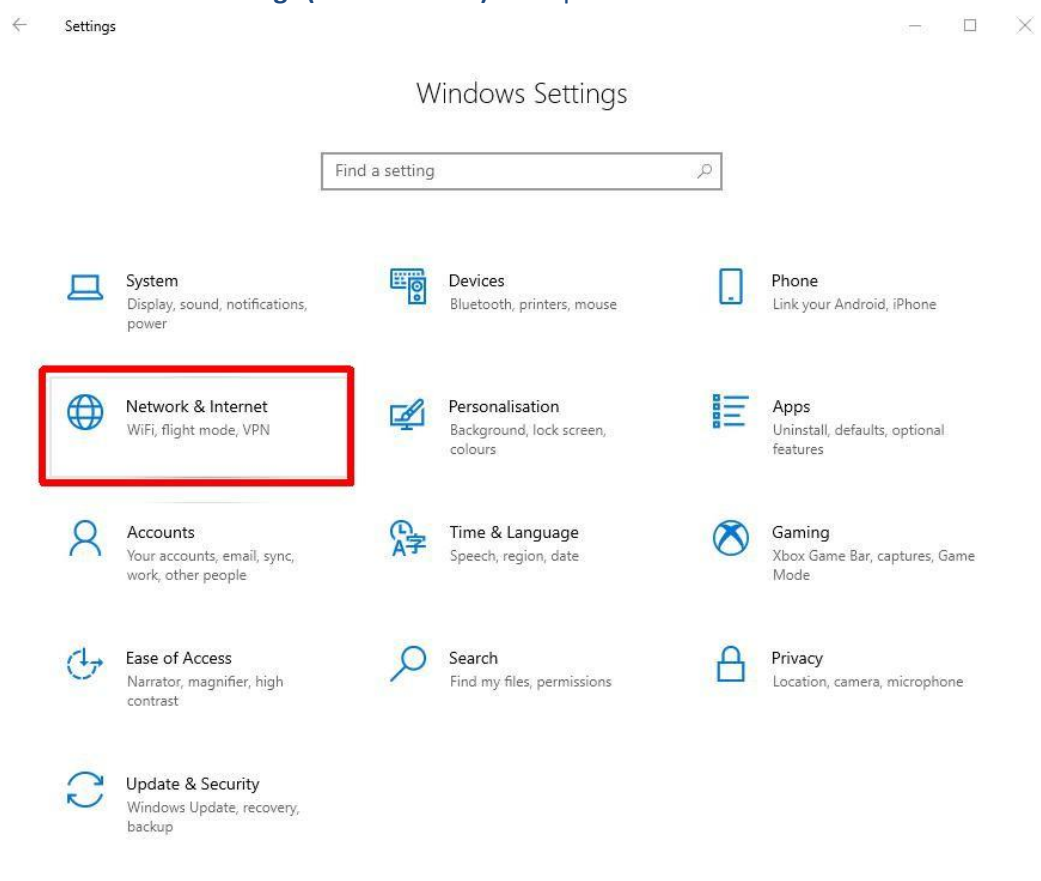 Settings
Windows Settings
Find a setting
System
Display, sound, notifications,
power
Devices
Bluetooth, printers, mouse
Phone
Link your Android, iPhone
Network & Internet
WiFi, flight mode, VPN
Personalisation
Background, lock screen,
colours
Apps
Uninstall, defaults, optional
features
Accounts
Your accounts, email, sync,
work, other people
Time & Language
Speech, region, date
Gaming
Xbox Game Bar, captures, Game
Mode
Ease of Access
Narrator, magnifier, high
contrast
Search
Find my files, permissions
Privacy
Location, camera, microphone
Update & Security
Windows Update, recovery,
backup